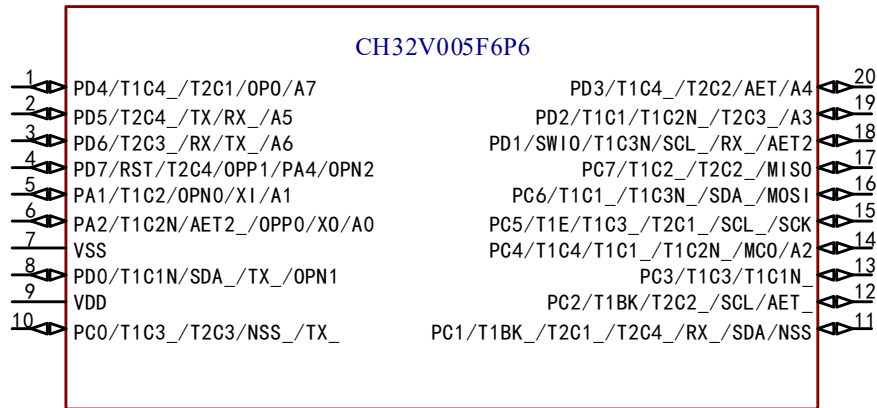 CH32V005F6P6
1 PD4/T1C4_/T2C1/OPO/A7
PD3/T1C4_/T2C2/AET/A4 20
2 PD5/T2C4_/TX/RX_/A5
PD2/T1C1/T1C2N_/T2C3_/A3 19
3 PD6/T2C3_/RX/TX_/A6
PD1/SWIO/T1C3N/SCL_/RX_/AET2 18
4 PD7/RST/T2C4/OPP1/PA4/OPN2
PC7/T1C2_/T2C2_/MISO 17
5 PA1/T1C2/OPN0/XI/A1
PC6/T1C1_/T1C3N_/SDA_/MOSI 16
6 PA2/T1C2N/AET2_/OPP0/XO/A0
PC5/T1E/T1C3_/T2C1_/SCL_/SCK 15
7 VSS
PC4/T1C4/T1C1_/T1C2N_/MCO/A2 14
8 PD0/T1C1N/SDA_/TX_/OPN1
PC3/T1C3/T1C1N_ 13
9 VDD
PC2/T1BK/T2C2_/SCL/AET_ 12
10 PC0/T1C3_/T2C3/NSS_/TX_
PC1/T1BK_/T2C1_/T2C4_/RX_/SDA/NSS 11